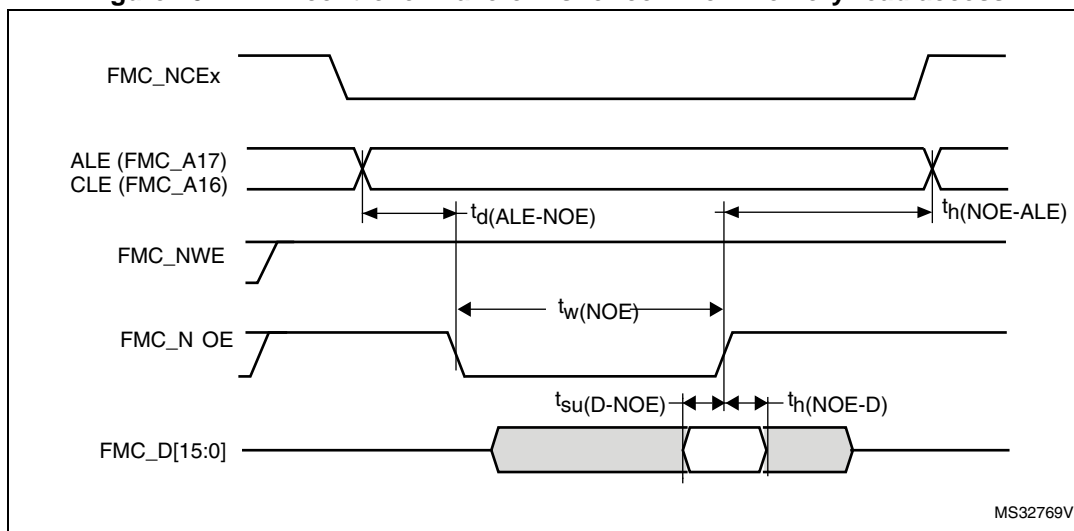 FMC_NCEx
ALE (FMC_A17)
CLE (FMC_A16)
td(ALE-NOE)
th(NOE-ALE)
FMC_NWE
tw(NOE)
FMC_N OE
tsu(D-NOE)
th(NOE-D)
FMC_D[15:0]
MS32769V